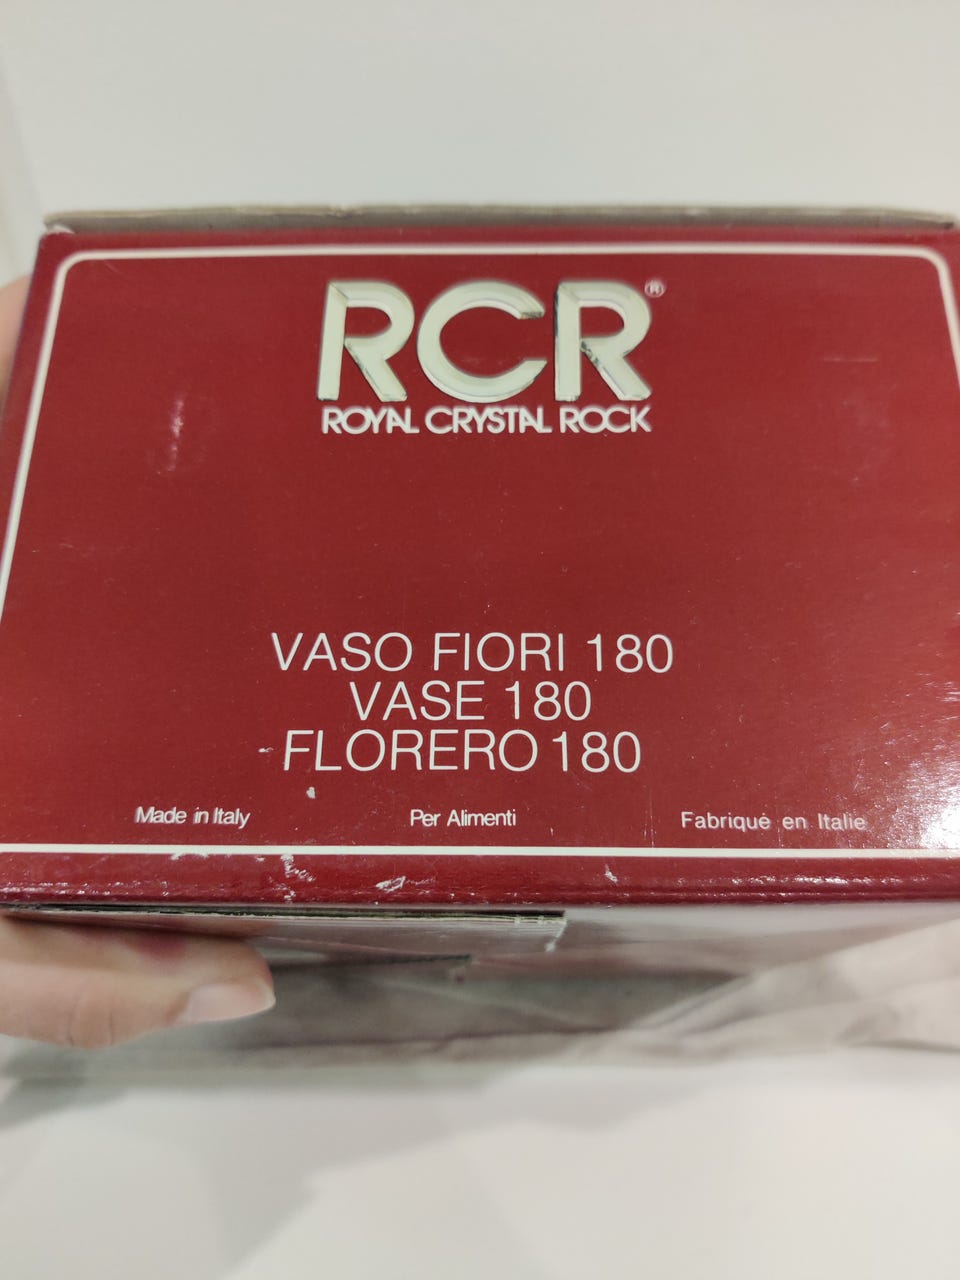 RCR®
ROYAL CRYSTAL ROCK
VASO FIORI 180
VASE 180
FLORERO 180
Made in Italy Per Alimenti Fabriqué en Italie